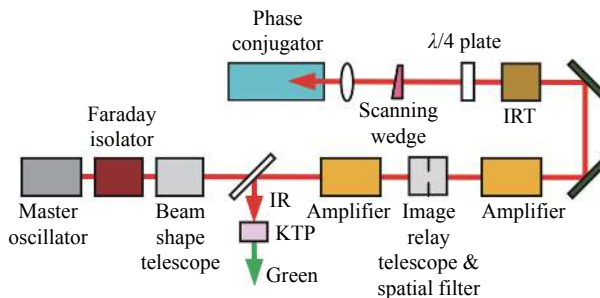 Phase
conjugator
λ/4 plate
Scanning
wedge
IRT
Faraday
isolator
Master
oscillator
Beam
shape
telescope
IR
KTP
Green
Amplifier
Image
relay
telescope &
spatial filter
Amplifier